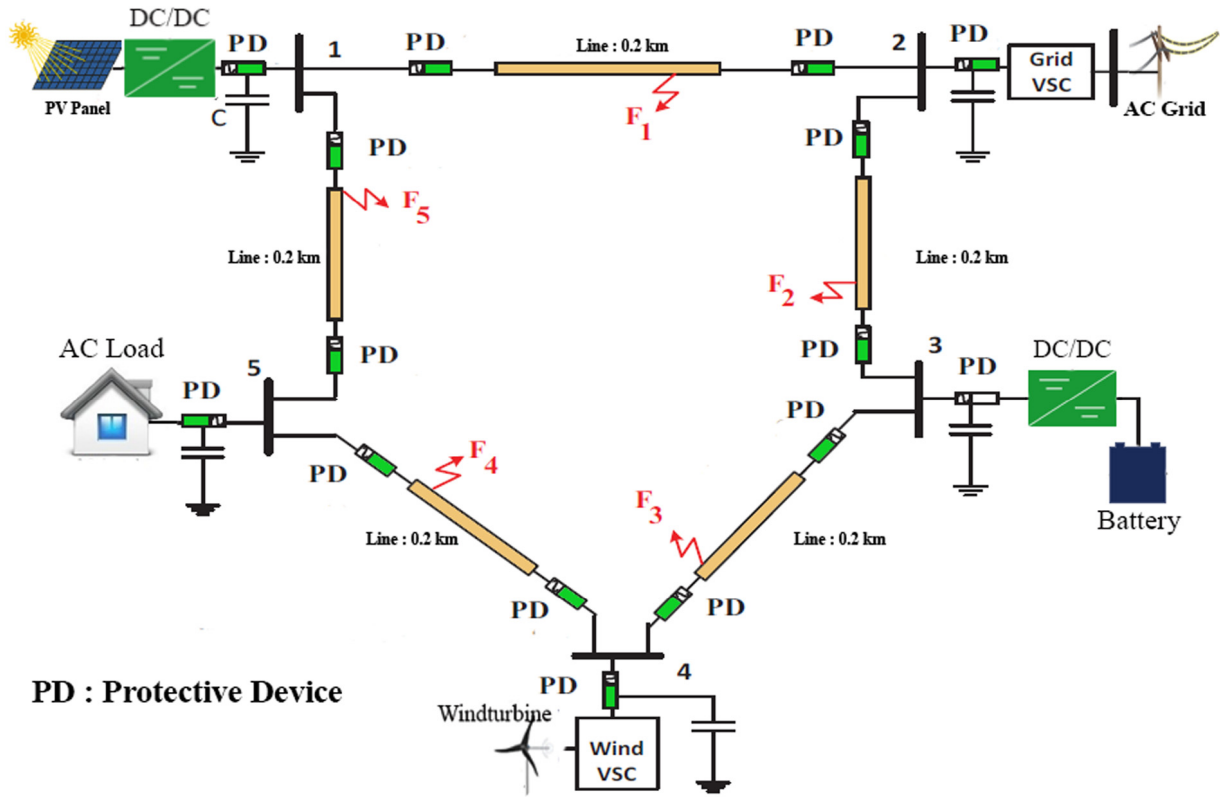 DC/DC
PD
1
PD
Line : 0.2 km
PD
2
PD
Grid
VSC
PV Panel
C
AC Grid
F1
PD
PD
F5
Line : 0.2 km
Line : 0.2 km
F2
AC Load
PD
5
PD
PD
3
PD
DC/DC
PD
PD
F4
F3
Battery
Line : 0.2 km
Line : 0.2 km
PD
PD
PD : Protective Device
PD
4
Windturbine
Wind
VSC